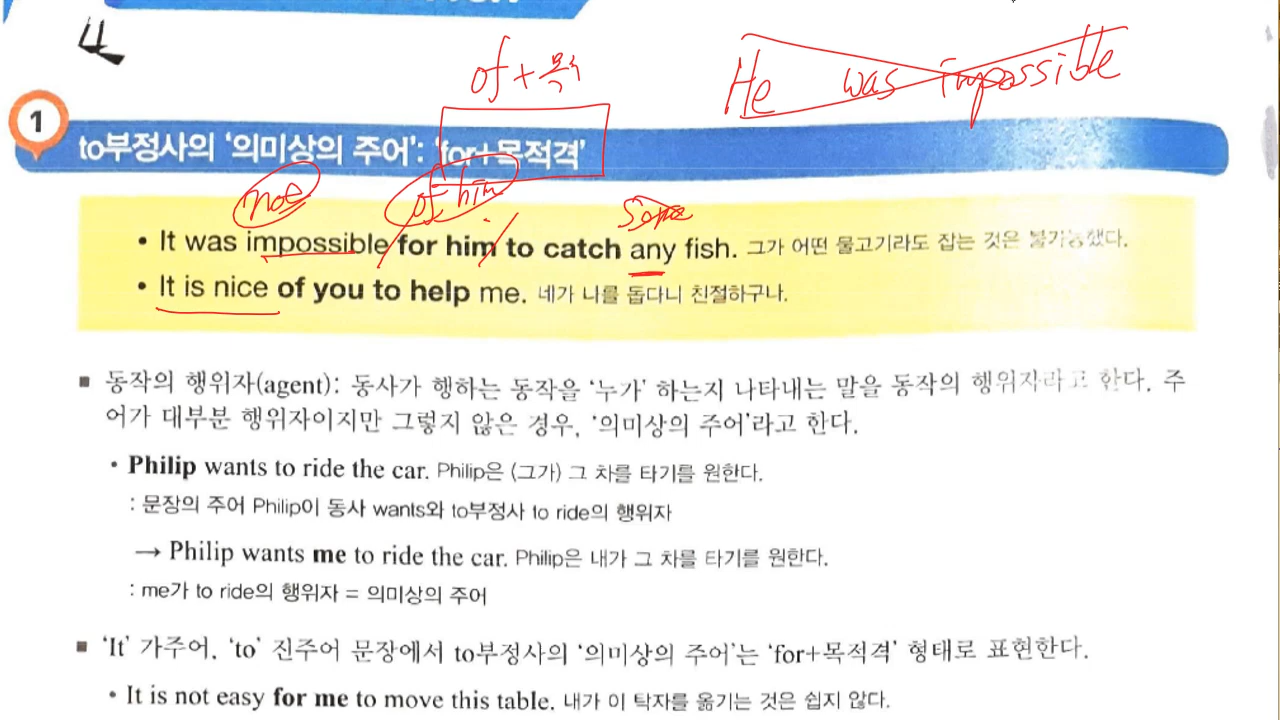 4
of + 목
He was impossible
1
to부정사의 ‘의미상의 주어’: ‘for+목적격’
of him
some
• It was impossible for him to catch any fish. 그가 어떤 물고기라도 잡는 것은 불가능했다.
• It is nice of you to help me. 네가 나를 돕다니 친절하구나.
■ 동작의 행위자(agent): 동사가 행하는 동작을 ‘누가’ 하는지 나타내는 말을 동작의 행위자라고 한다. 주
어가 대부분 행위자이지만 그렇지 않은 경우, ‘의미상의 주어’라고 한다.
• Philip wants to ride the car. Philip은 (그가) 그 차를 타기를 원한다.
: 문장의 주어 Philip이 동사 wants와 to부정사 to ride의 행위자
→ Philip wants me to ride the car. Philip은 내가 그 차를 타기를 원한다.
: me가 to ride의 행위자 = 의미상의 주어
■ ‘It’ 가주어, ‘to’ 진주어 문장에서 to부정사의 ‘의미상의 주어’는 ‘for+목적격’ 형태로 표현한다.
• It is not easy for me to move this table. 내가 이 탁자를 옮기는 것은 쉽지 않다.